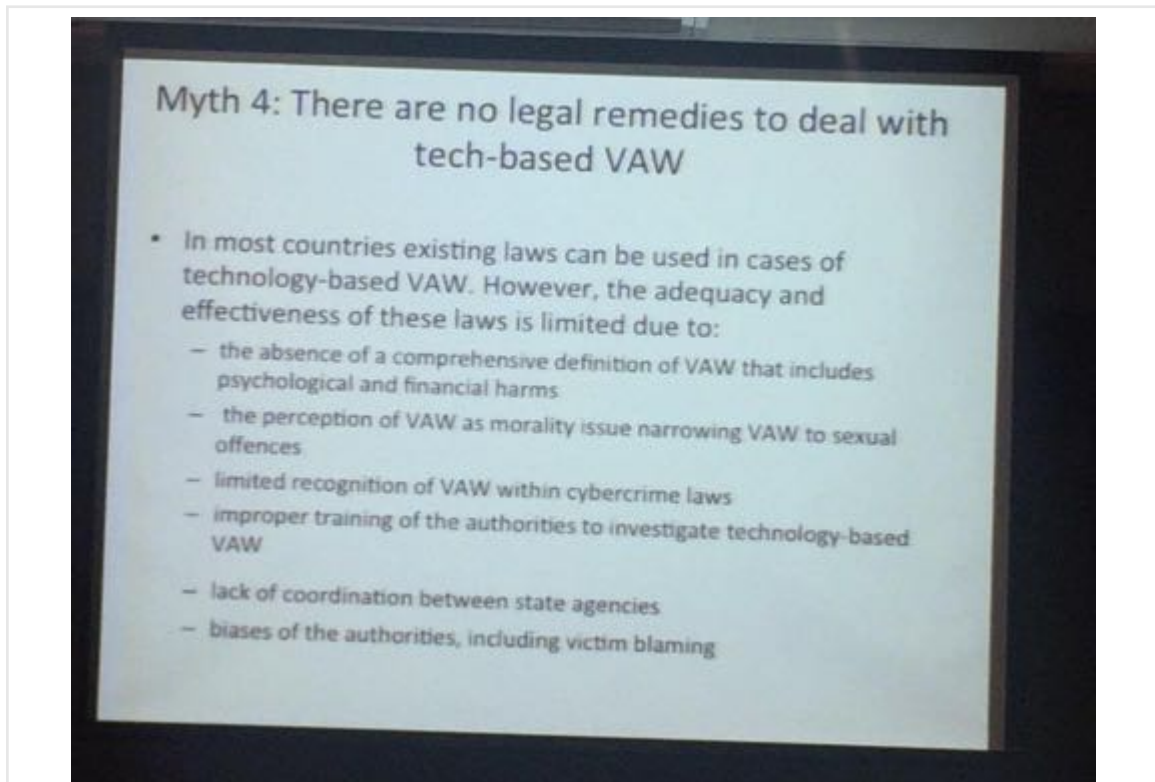 Myth 4: There are no legal remedies to deal with
tech-based VAW
• In most countries existing laws can be used in cases of
technology-based VAW. However, the adequacy and
effectiveness of these laws is limited due to:
– the absence of a comprehensive definition of VAW that includes
psychological and financial harms
– the perception of VAW as morality issue narrowing VAW to sexual
offences
– limited recognition of VAW within cybercrime laws
– improper training of the authorities to investigate technology-based
VAW
– lack of coordination between state agencies
– biases of the authorities, including victim blaming